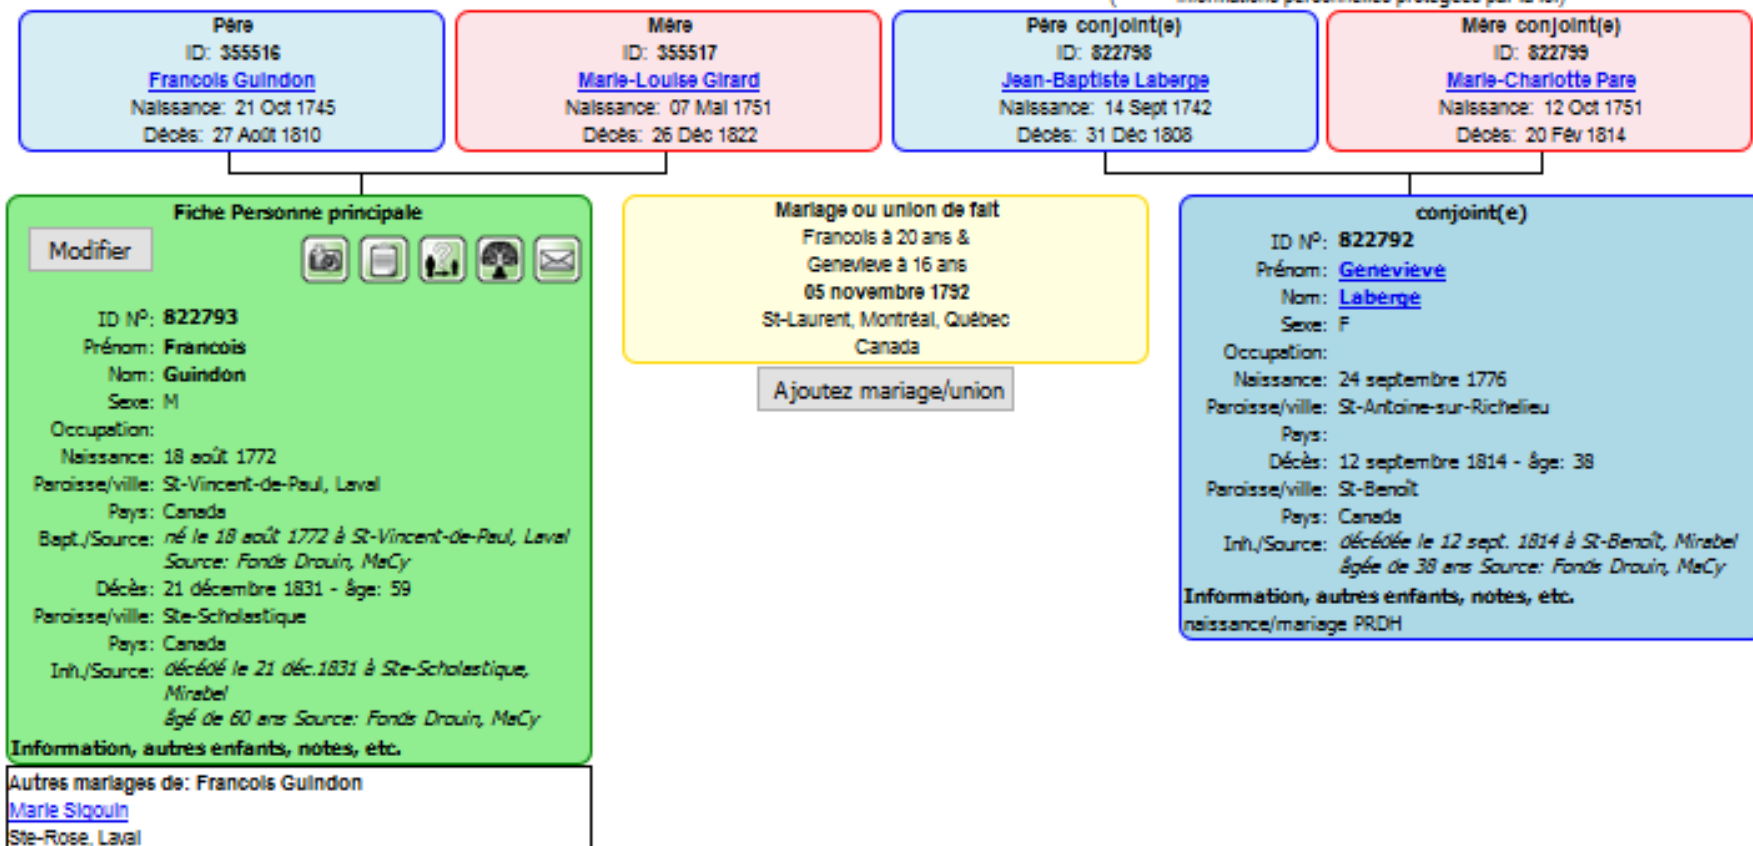 informations personnelles protégées par la loi)
Père
ID: 355516
Francois Guindon
Naissance: 21 Oct 1745
Décès: 27 Août 1810
Mère
ID: 355517
Marie-Louise Girard
Naissance: 07 Mai 1751
Décès: 26 Déc 1822
Père conjoint(e)
ID: 822798
Jean-Baptiste Laberge
Naissance: 14 Sept 1742
Décès: 31 Déc 1808
Mère conjoint(e)
ID: 822799
Marie-Charlotte Pare
Naissance: 12 Oct 1751
Décès: 20 Fév 1814
Fiche Personne principale
Modifier
ID Nº: 822793
Prénom: Francois
Nom: Guindon
Sexe: M
Occupation:
Naissance: 18 août 1772
Paroisse/ville: St-Vincent-de-Paul, Laval
Pays: Canada
Bapt./Source: né le 18 août 1772 à St-Vincent-de-Paul, Laval
Source: Fonds Drouin, MaCy
Décès: 21 décembre 1831 - âge: 59
Paroisse/ville: Ste-Scholastique
Pays: Canada
Inh./Source: décédé le 21 déc.1831 à Ste-Scholastique,
Mirabel
âgé de 60 ans Source: Fonds Drouin, MaCy
Information, autres enfants, notes, etc.
Autres mariages de: Francois Guindon
Marie Sigouin
Ste-Rose, Laval
Mariage ou union de fait
Francois à 20 ans &
Genevieve à 16 ans
05 novembre 1792
St-Laurent, Montréal, Québec
Canada
Ajoutez mariage/union
conjoint(e)
ID Nº: 822792
Prénom: Genevieve
Nom: Laberge
Sexe: F
Occupation:
Naissance: 24 septembre 1776
Paroisse/ville: St-Antoine-sur-Richelieu
Pays:
Décès: 12 septembre 1814 - âge: 38
Paroisse/ville: St-Benoît
Pays: Canada
Inh./Source: décédée le 12 sept. 1814 à St-Benoît, Mirabel
âgée de 38 ans Source: Fonds Drouin, MaCy
Information, autres enfants, notes, etc.
naissance/mariage PRDH